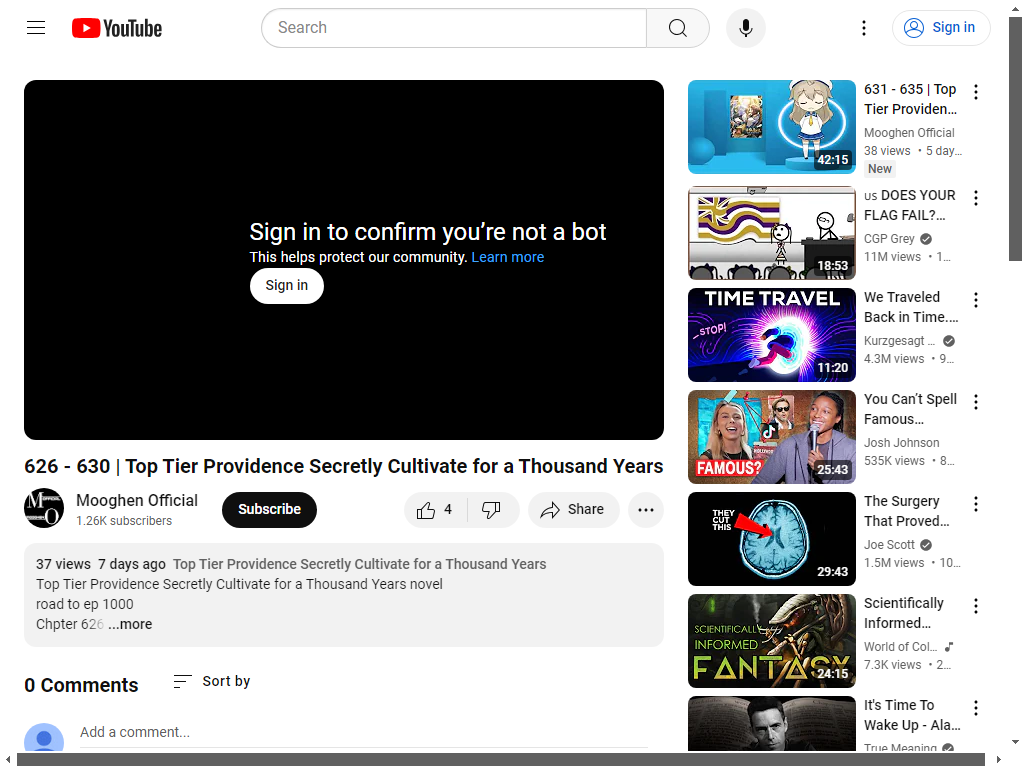 YouTube
Search
Sign in
Sign in to confirm you're not a bot
This helps protect our community. Learn more
Sign in
626 - 630 | Top Tier Providence Secretly Cultivate for a Thousand Years
Mooghen Official
1.26K subscribers
Subscribe
4
Share
37 views 7 days ago Top Tier Providence Secretly Cultivate for a Thousand Years
Top Tier Providence Secretly Cultivate for a Thousand Years novel
road to ep 1000
Chpter 626 ...more
0 Comments
Sort by
Add a comment...
42:15
631 - 635 | Top
Tier Providen...
Mooghen Official
38 views • 5 day...
New
18:53
us DOES YOUR
FLAG FAIL?...
CGP Grey
11M views • 1...
TIME TRAVEL
STOP!
11:20
We Traveled
Back in Time....
Kurzgesagt ...
4.3M views • 9...
FAMOUS?
25:43
You Can't Spell
Famous...
Josh Johnson
535K views • 8...
THEY
CUT
THIS
29:43
The Surgery
That Proved...
Joe Scott
1.5M views • 10...
SCIENTIFICALLY
INFORMED
FANTASY
24:15
Scientifically
Informed...
World of Col...
7.3K views • 2...
It's Time To
Wake Up - Ala...
True Meaning